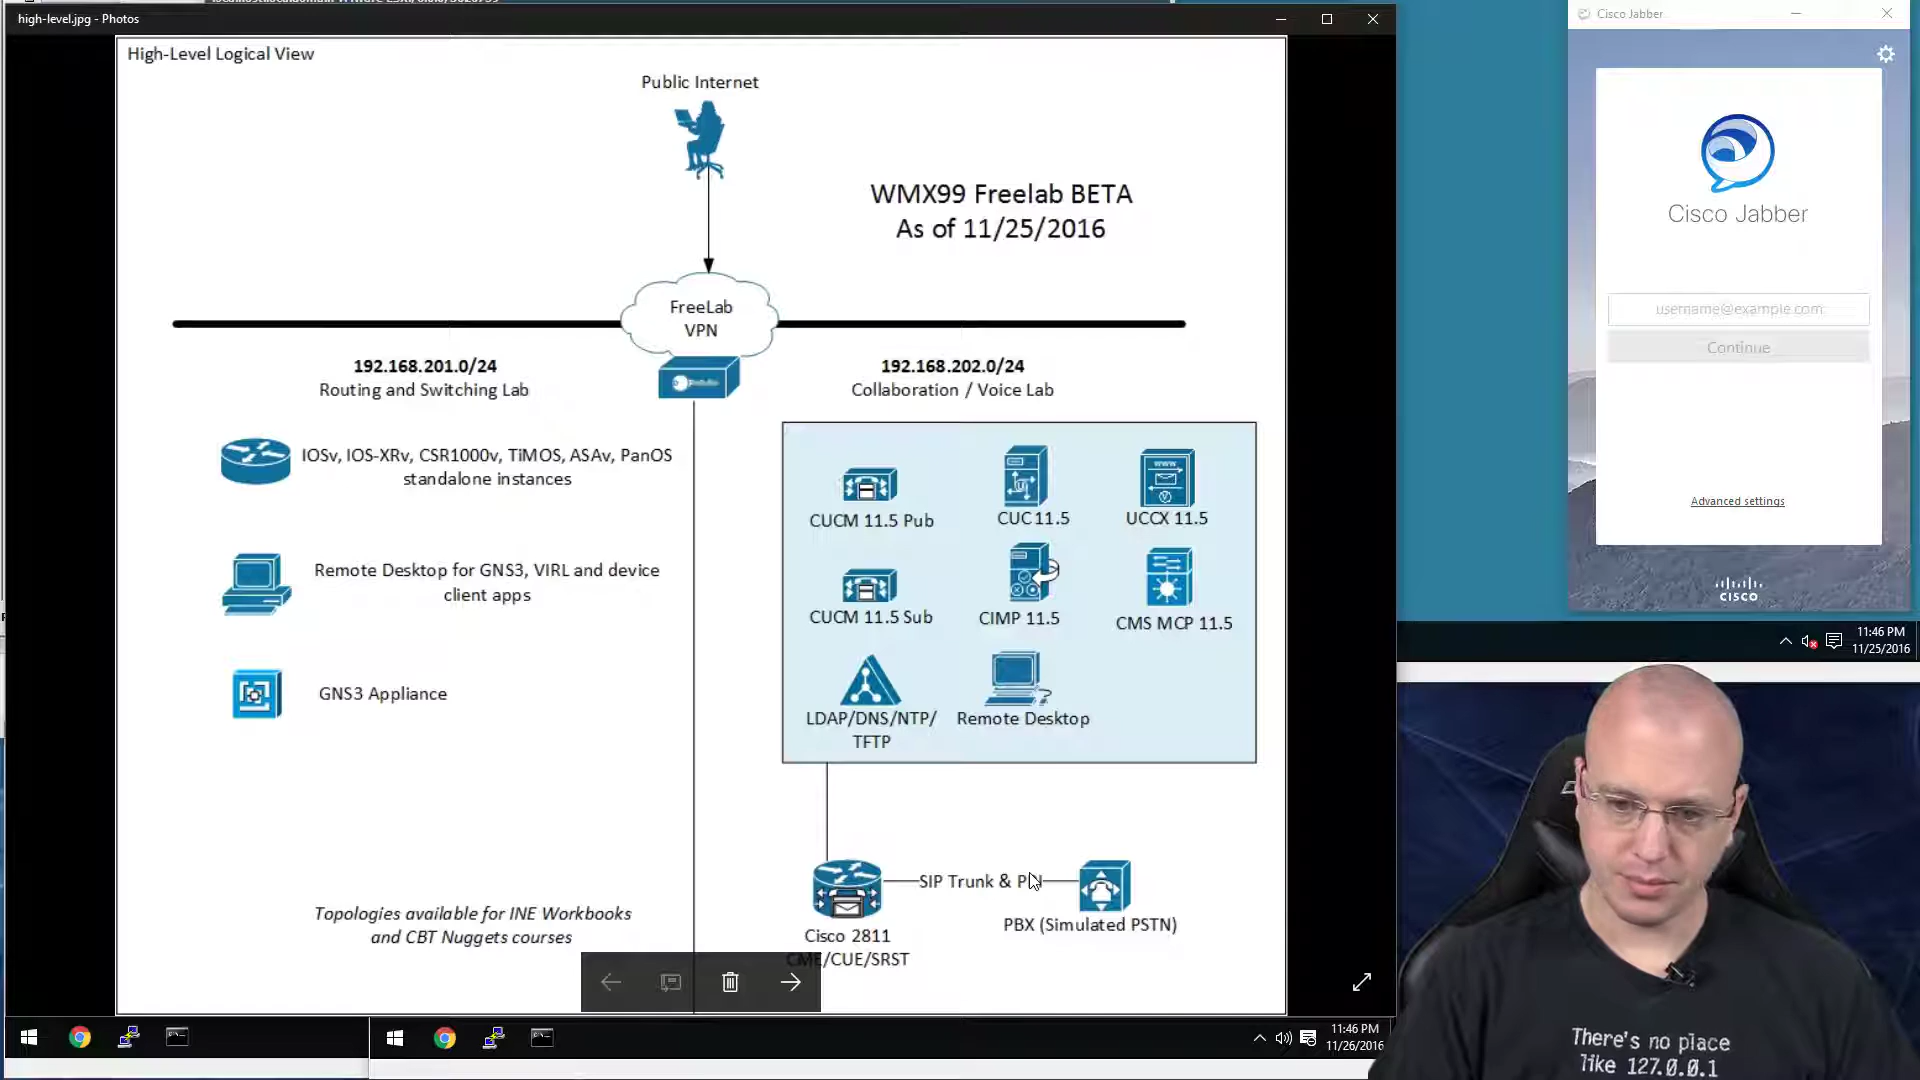 high-level.jpg - Photos
High-Level Logical View
Public Internet
WMX99 Freelab BETA
As of 11/25/2016
FreeLab
VPN
192.168.201.0/24
Routing and Switching Lab
192.168.202.0/24
Collaboration / Voice Lab
IOSv, IOS-XRv, CSR1000v, TiMOS, ASAv, PanOS
standalone instances
Remote Desktop for GNS3, VIRL and device
client apps
GNS3 Appliance
CUCM 11.5 Pub
CUC 11.5
UCCX 11.5
WWW
CUCM 11.5 Sub
CIMP 11.5
CMS MCP 11.5
LDAP/DNS/NTP/
TFTP
Remote Desktop
SIP Trunk &
PBX (Simulated PSTN)
Cisco 2811
CME/CUE/SRST
Topologies available for INE Workbooks
and CBT Nuggets courses
11:46 PM
11/26/2016
Cisco Jabber
Cisco Jabber
username@example.com
Continue
Advanced settings
CISCO
11:46 PM
11/25/2016
There's no place
like 127.0.0.1